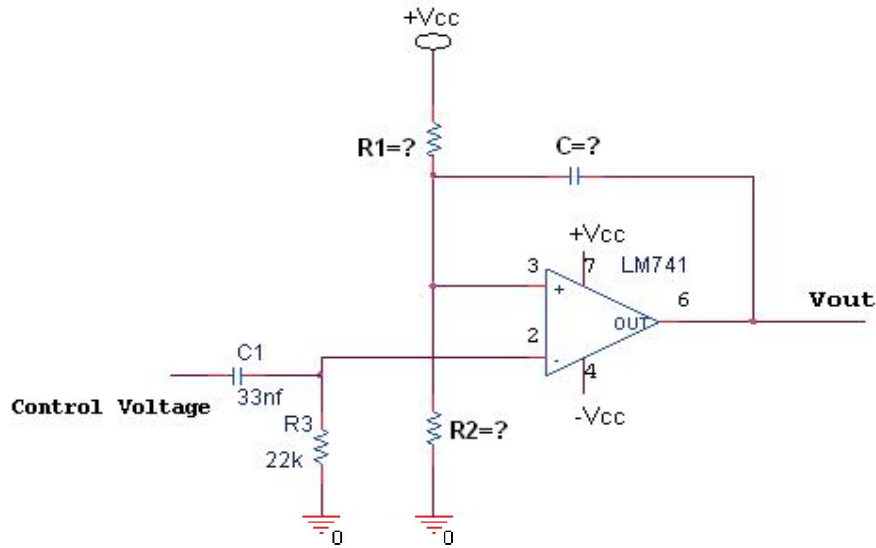 +Vcc
R1=?
C=?
+Vcc
3
7
LM741
+
6
Vout
OUT
2
-
4
C1
33nf
Control Voltage
-Vcc
R3
22k
R2=?
0
0